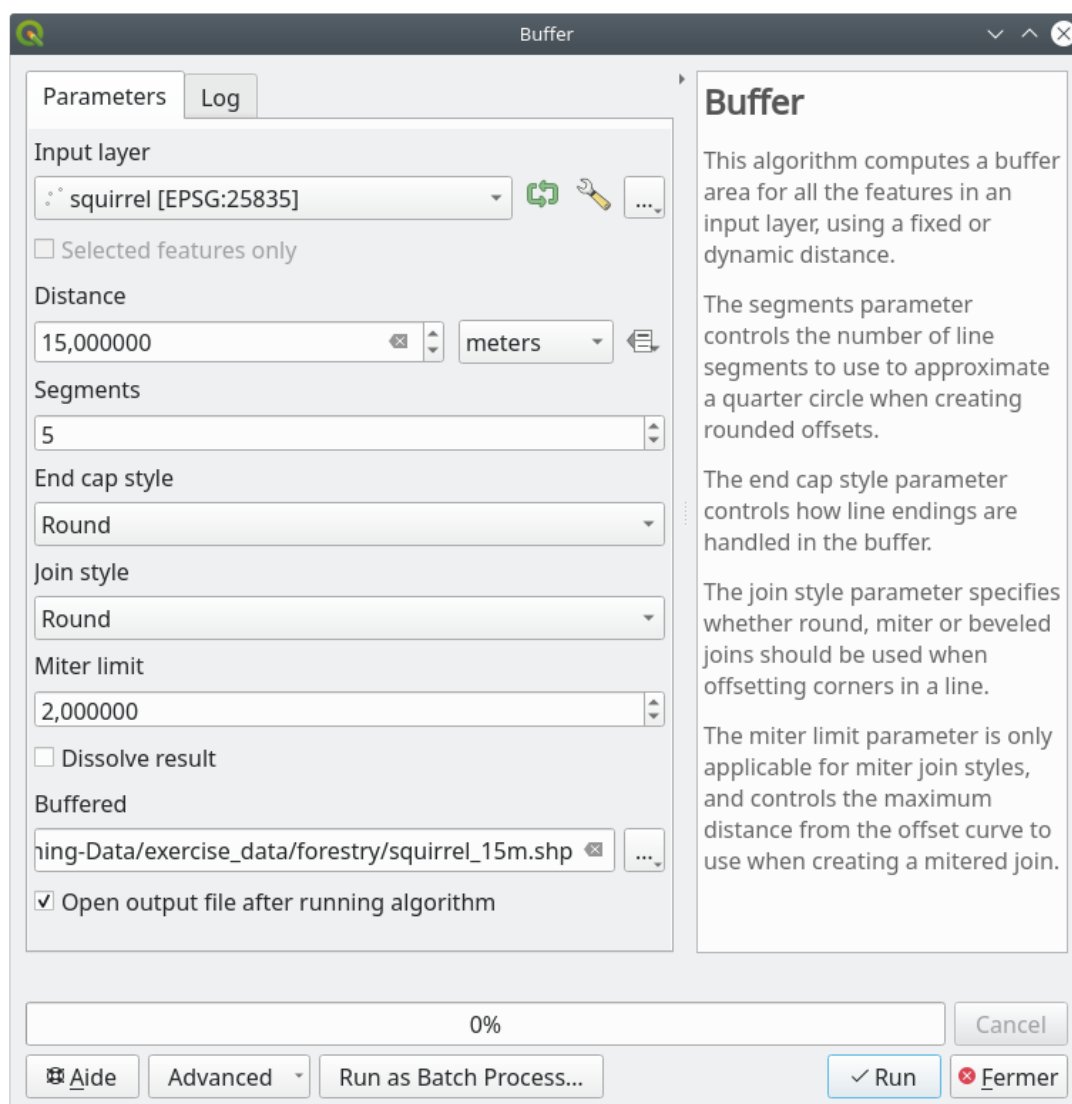 Buffer
Parameters
Log
Input layer
squirrel [EPSG:25835]
...
Selected features only
Distance
15,000000
meters
Segments
5
End cap style
Round
Join style
Round
Miter limit
2,000000
Dissolve result
Buffered
ning-Data/exercise_data/forestry/squirrel_15m.shp
...
Open output file after running algorithm
Buffer
This algorithm computes a buffer
area for all the features in an
input layer, using a fixed or
dynamic distance.
The segments parameter
controls the number of line
segments to use to approximate
a quarter circle when creating
rounded offsets.
The end cap style parameter
controls how line endings are
handled in the buffer.
The join style parameter specifies
whether round, miter or beveled
joins should be used when
offsetting corners in a line.
The miter limit parameter is only
applicable for miter join styles,
and controls the maximum
distance from the offset curve to
use when creating a mitered join.
0%
Cancel
Aide
Advanced
Run as Batch Process...
Run
Fermer